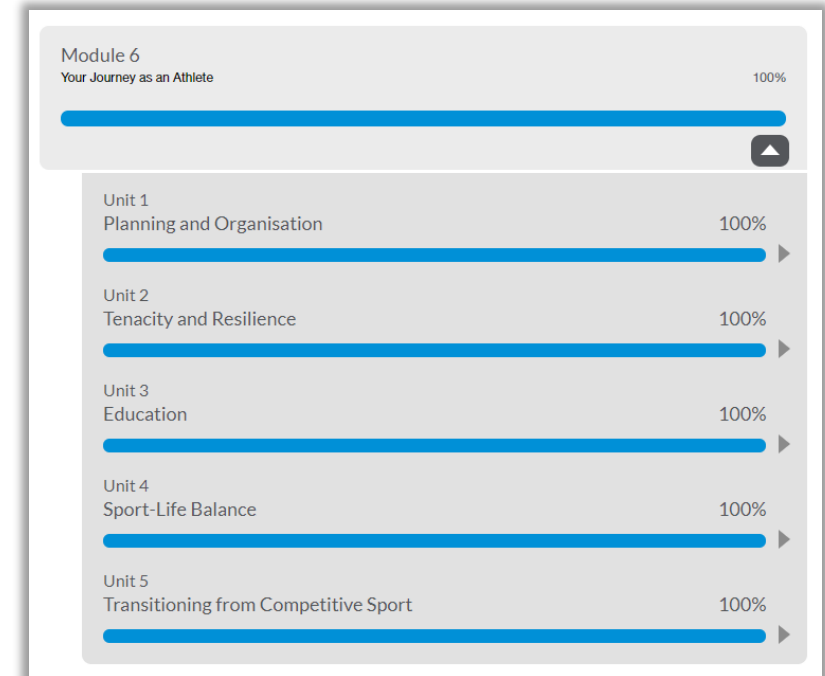 Module 6
Your Journey as an Athlete
100%
Unit 1
Planning and Organisation
100%
Unit 2
Tenacity and Resilience
100%
Unit 3
Education
100%
Unit 4
Sport-Life Balance
100%
Unit 5
Transitioning from Competitive Sport
100%